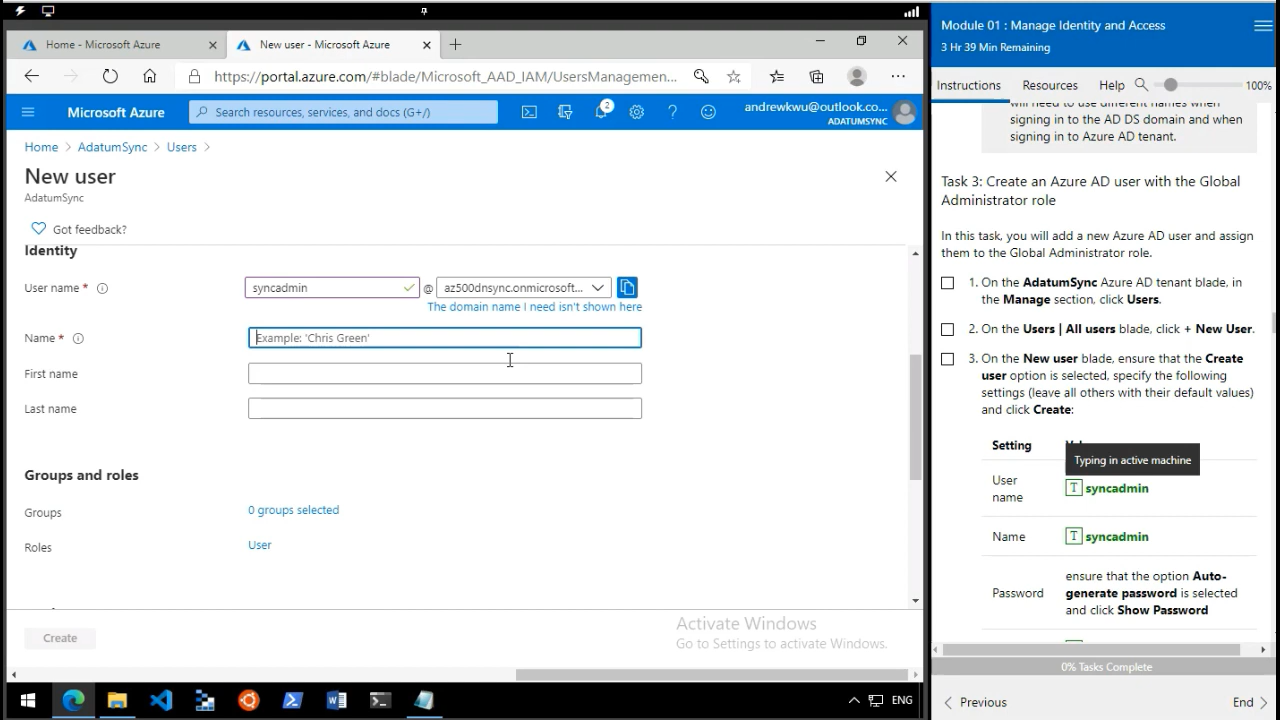 Home - Microsoft Azure
New user - Microsoft Azure
https://portal.azure.com/#blade/Microsoft_AAD_IAM/UsersManagemen...
Microsoft Azure
Search resources, services, and docs (G+/)
2
andrewkwu@outlook.co...
ADATUMSYNC
Home > AdatumSync > Users >
New user
AdatumSync
Got feedback?
Identity
User name *
syncadmin
@
az500dnsync.onmicrosoft...
The domain name I need isn't shown here
Name *
Example: 'Chris Green'
First name
Last name
Groups and roles
Groups
0 groups selected
Roles
User
Create
Activate Windows
Go to Settings to activate Windows.
ENG
Module 01 : Manage Identity and Access
3 Hr 39 Min Remaining
Instructions
Resources
Help
100%
will need to use different names when
signing in to the AD DS domain and when
signing in to Azure AD tenant.
Task 3: Create an Azure AD user with the Global
Administrator role
In this task, you will add a new Azure AD user and assign
them to the Global Administrator role.
1. On the AdatumSync Azure AD tenant blade, in
the Manage section, click Users.
2. On the Users | All users blade, click + New User.
3. On the New user blade, ensure that the Create
user option is selected, specify the following
settings (leave all others with their default values)
and click Create:
Setting
Typing in active machine
User
name
T syncadmin
Name
T syncadmin
Password
ensure that the option Auto-
generate password is selected
and click Show Password
0% Tasks Complete
Previous
End